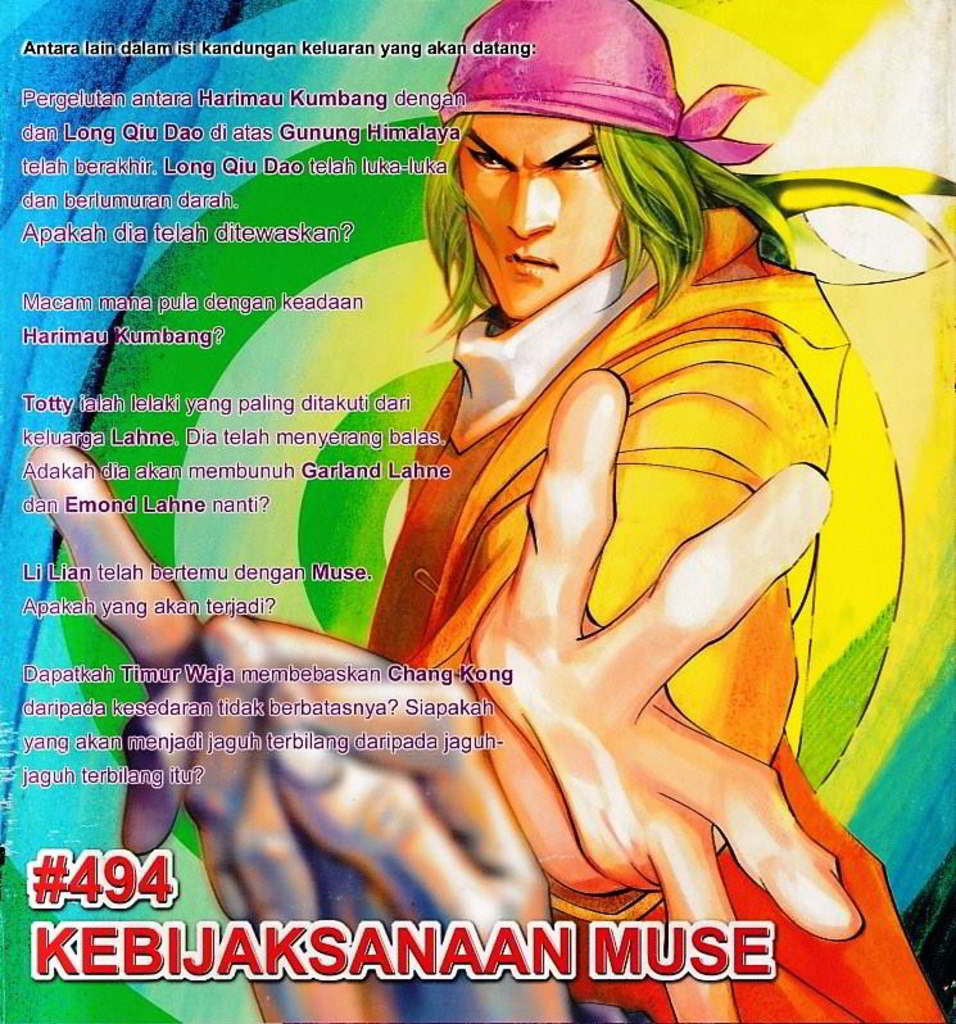 Antara lain dalam isi kandungan keluaran yang akan datang:
Pergelutan antara Harimau Kumbang dengan
dan Long Qiu Dao di atas Gunung Himalaya
telah berakhir. Long Qiu Dao telah luka-luka
dan berlumuran darah.
Apakah dia telah ditewaskan?
Macam mana pula dengan keadaan
Harimau Kumbang?
Totty ialah lelaki yang paling ditakuti dari
keluarga Lahne. Dia telah menyerang balas.
Adakah dia akan membunuh Garland Lahne
dan Emond Lahne nanti?
Li Lian telah bertemu dengan Muse.
Apakah yang akan terjadi?
Dapatkah Timur Waja membebaskan Chang Kong
daripada kesedaran tidak berbatasnya? Siapakah
yang akan menjadi jaguh terbilang daripada jaguh-
jaguh terbilang itu?
#494
KEBIJAKSANAAN MUSE